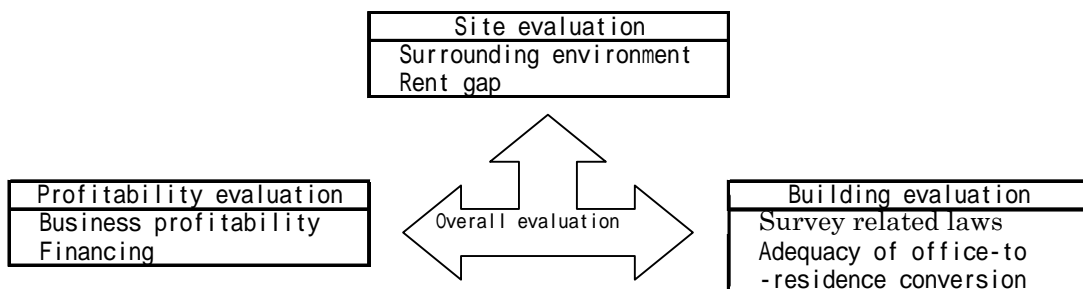 Site evaluation
Surrounding environment
Rent gap
Profitability evaluation
Business profitability
Financing
Overall evaluation
Building evaluation
Survey related laws
Adequacy of office-to
-residence conversion